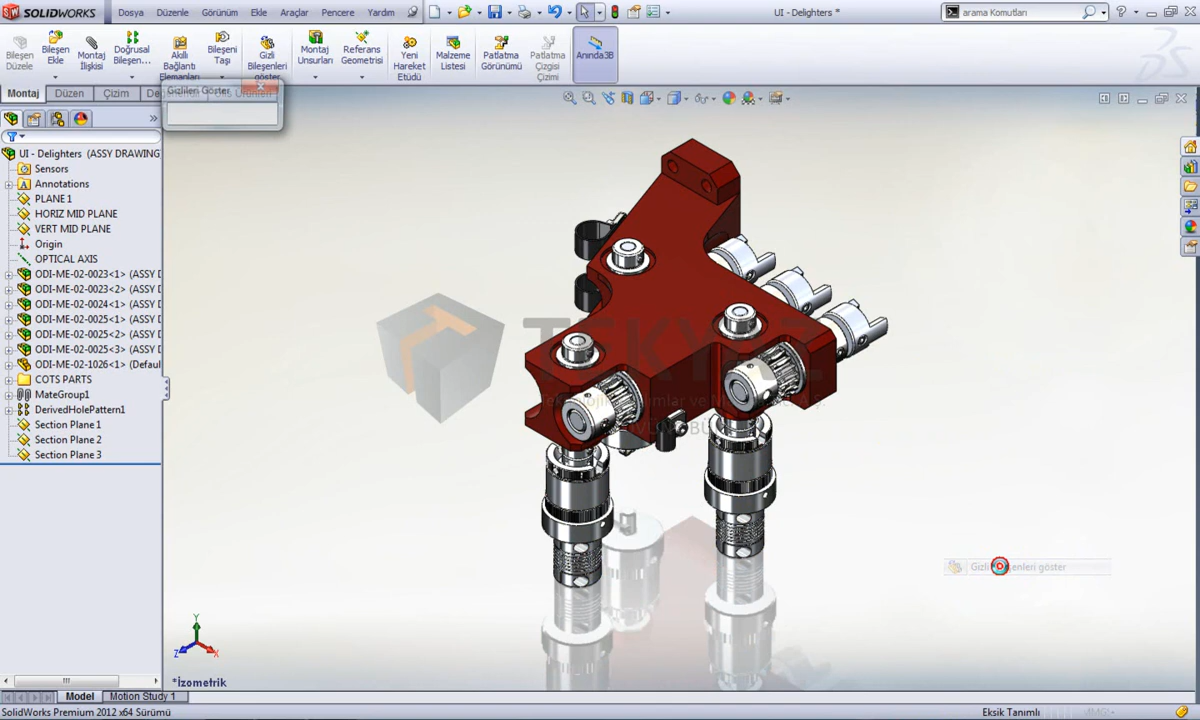 SOLIDWORKS
Dosya Düzenle Görünüm Ekle Araçlar Pencere Yardım
UI - Delighters *
arama Komutları
Bileşen Düzele
Bileşen Ekle
Montaj İlişkisi
Doğrusal Bileşen...
Akıllı Bağlantı Elemanları
Bileşeni Taşı
Gizli Bileşenleri göster
Montaj Unsurları
Referans Geometrisi
Yeni Hareket Etüdü
Malzeme Listesi
Patlatma Görünümü
Patlatma Çizgisi Çizimi
Anında3B
Montaj Düzen Çizim
Gizlileri Göster
UI - Delighters (ASSY DRAWING
Sensors
Annotations
PLANE 1
HORIZ MID PLANE
VERT MID PLANE
Origin
OPTICAL AXIS
ODI-ME-02-0023<1> (ASSY D
ODI-ME-02-0023<2> (ASSY D
ODI-ME-02-0024<1> (ASSY D
ODI-ME-02-0025<1> (ASSY D
ODI-ME-02-0025<2> (ASSY D
ODI-ME-02-0025<3> (ASSY D
ODI-ME-02-1026<1> (Defaul
COTS PARTS
MateGroup1
DerivedHolePattern1
Section Plane 1
Section Plane 2
Section Plane 3
TEKYAZ
Y
Z
X
*İzometrik
Model Motion Study 1
SolidWorks Premium 2012 x64 Sürümü
Eksik Tanımlı